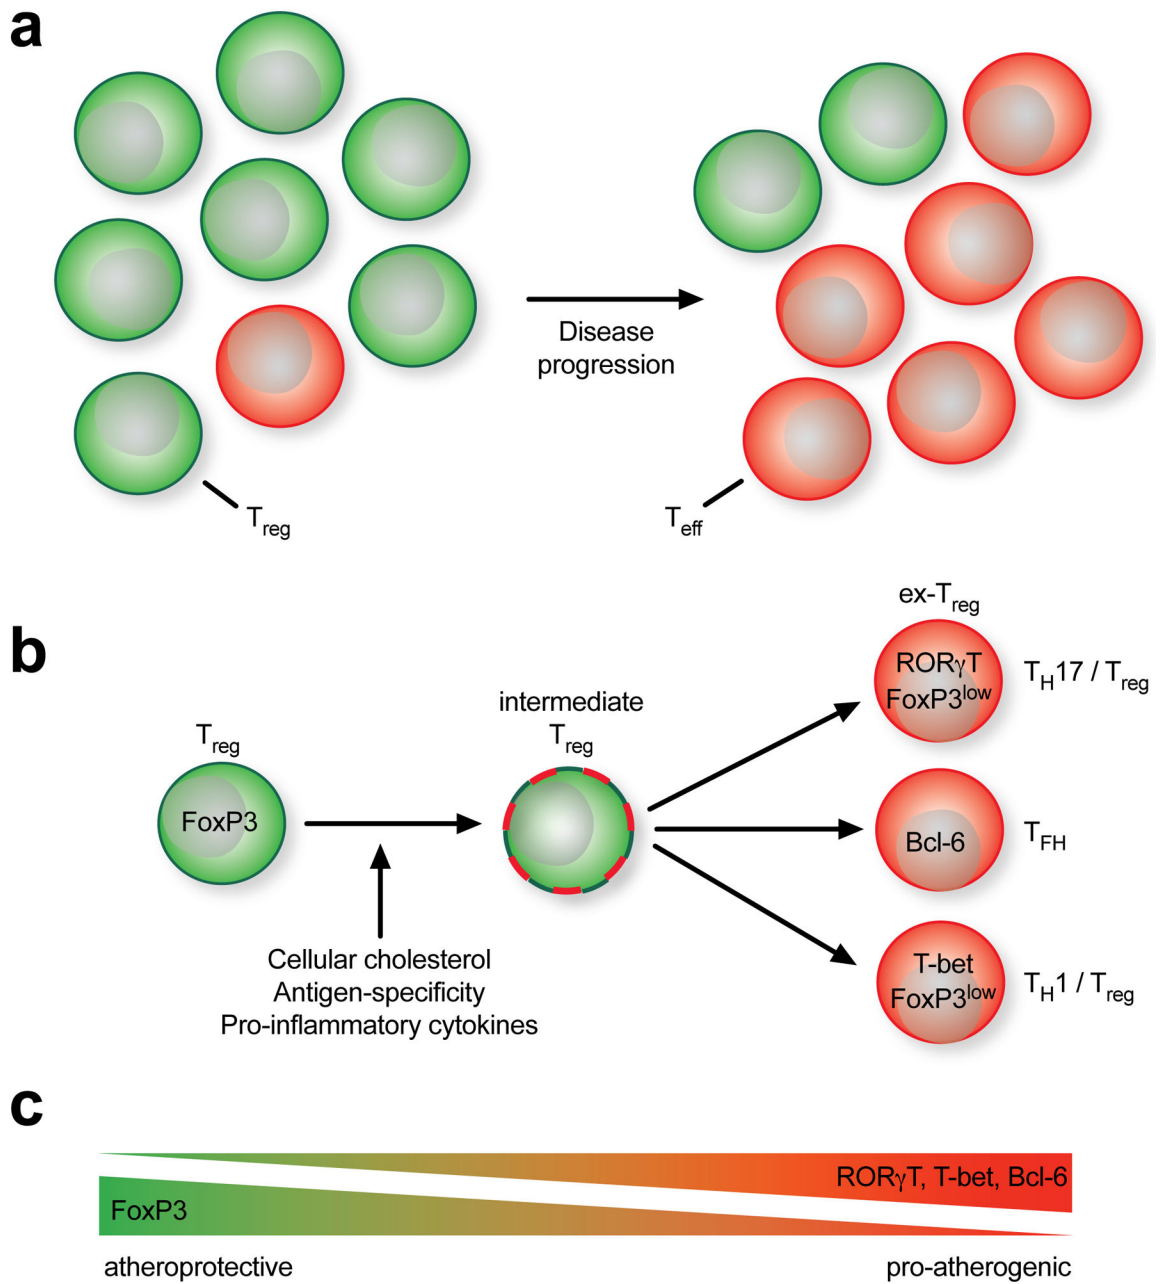 a
Disease
progression
Treg
Teff
b
ex-Treg
RORγT
FoxP3low
TH17 / Treg
intermediate
Treg
Treg
FoxP3
Bcl-6
TFH
Cellular cholesterol
Antigen-specificity
Pro-inflammatory cytokines
T-bet
FoxP3low
TH1 / Treg
c
RORγT, T-bet, Bcl-6
FoxP3
atheroprotective
pro-atherogenic